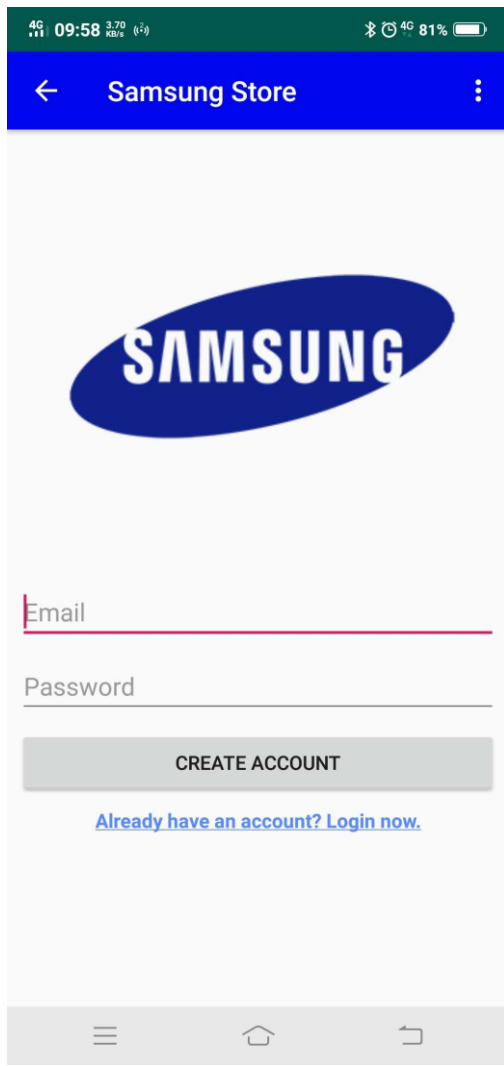 4G 09:58 3.70 KB/s 4G 81%
Samsung Store
SAMSUNG
Email
Password
CREATE ACCOUNT
Already have an account? Login now.